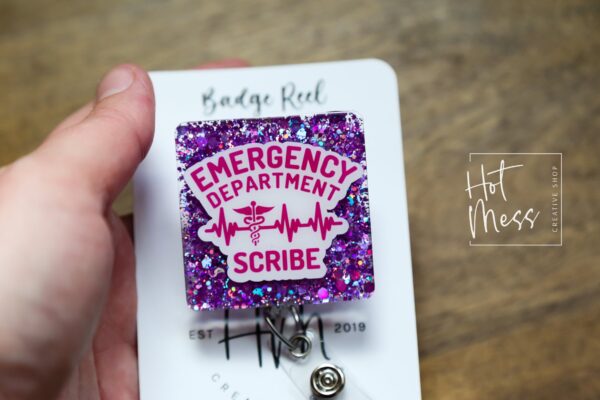 Badge Reel
EMERGENCY
DEPARTMENT
SCRIBE
EST
2019
Hot
Mess
CREATIVE SHOP